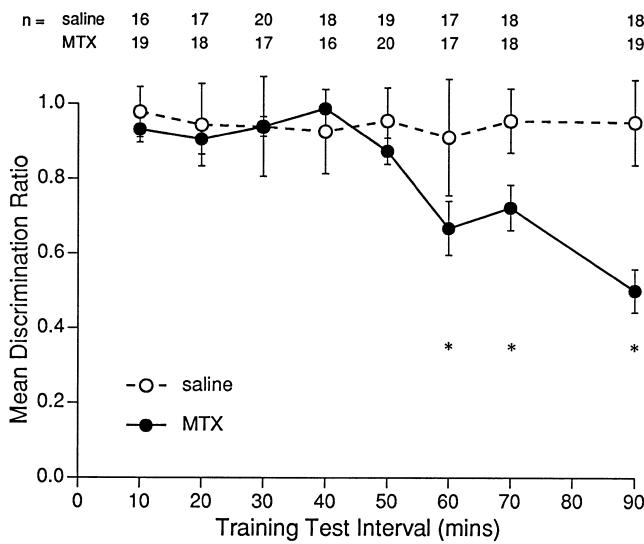 n = saline 16 17 20 18 19 17 18 18
MTX 19 18 17 16 20 17 18 19
1.0
0.8
0.6
0.4
0.2
0.0
Mean Discrimination Ratio
* * *
saline
MTX
0 10 20 30 40 50 60 70 80 90
Training Test Interval (mins)